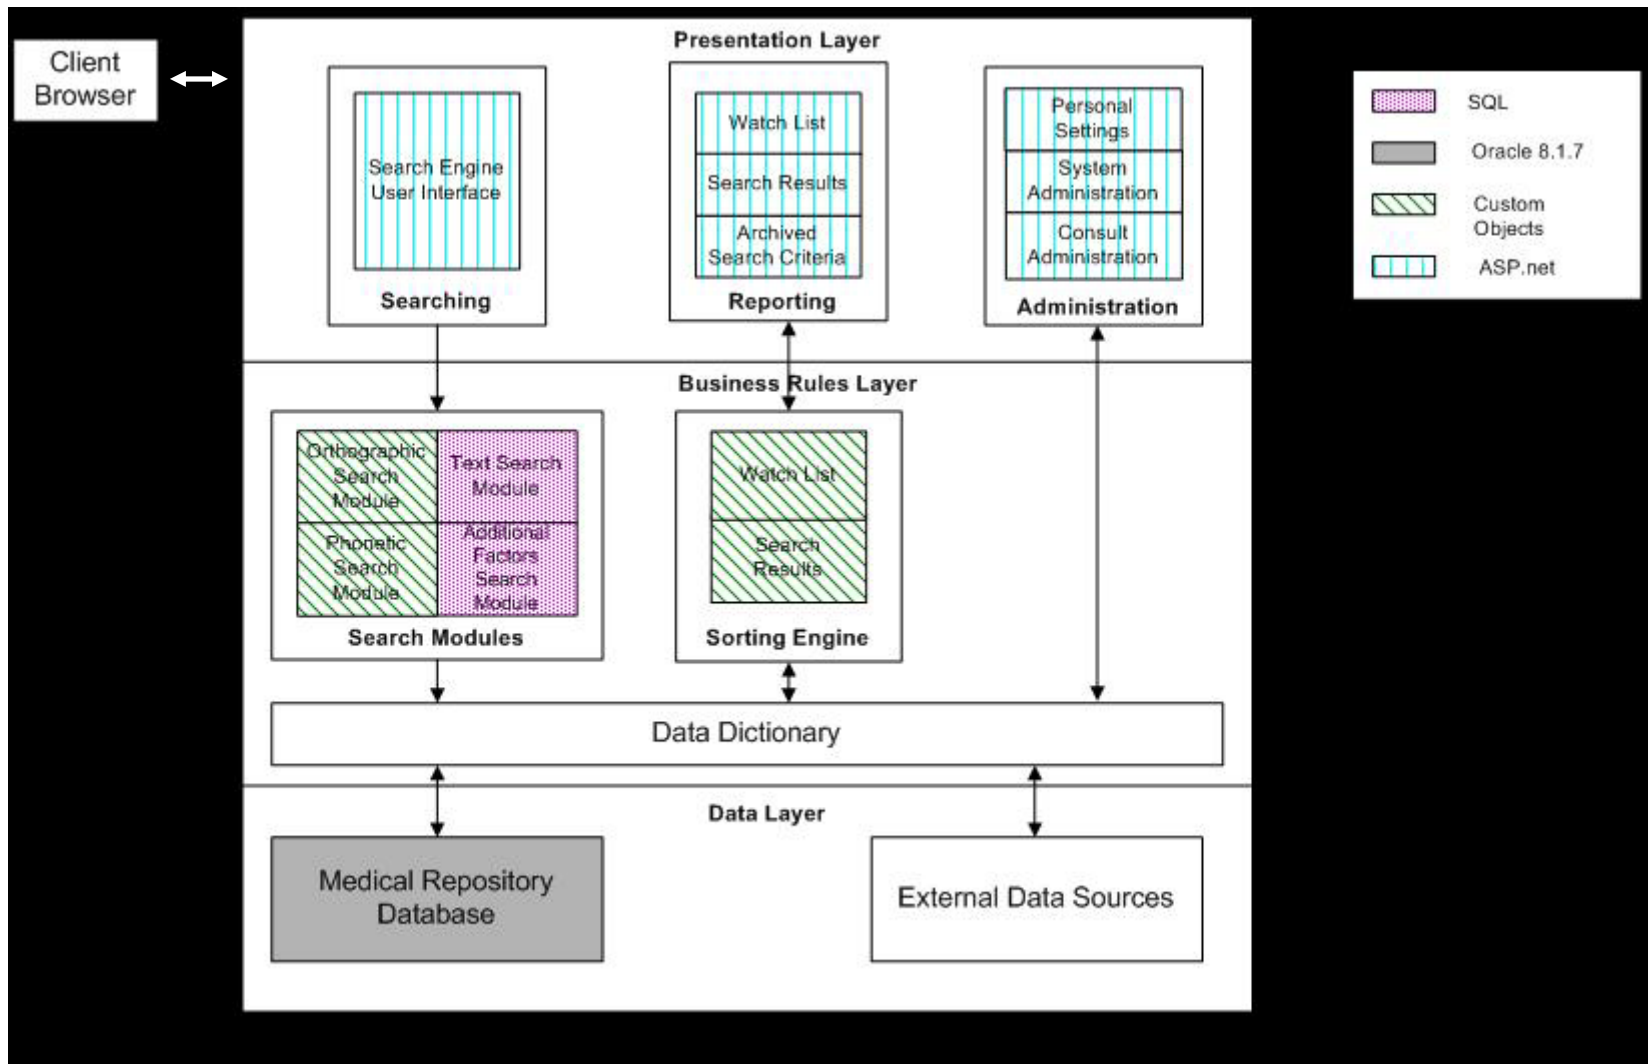 Client
Browser
Presentation Layer
Search Engine
User Interface
Searching
Watch List
Search Results
Archived
Search Criteria
Reporting
Personal
Settings
System
Administration
Consult
Administration
Administration
SQL
Oracle 8.1.7
Custom
Objects
ASP.net
Business Rules Layer
Orthographic
Search
Module
Text Search
Module
Phonetic
Search
Module
Additional
Factors
Search
Module
Search Modules
Watch List
Search
Results
Sorting Engine
Data Dictionary
Data Layer
Medical Repository
Database
External Data Sources